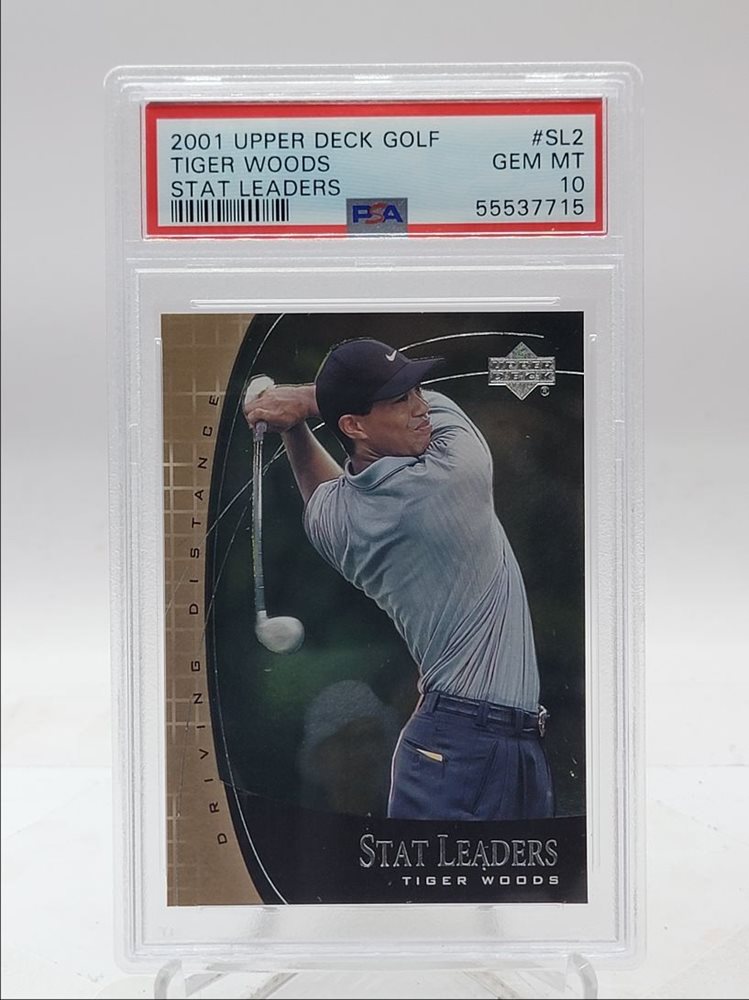 2001 UPPER DECK GOLF #SL2
TIGER WOODS GEM MT
STAT LEADERS 10
PSA 55537715
UPPER
DECK
®
DRIVING DISTANCE
STAT LEADERS
TIGER WOODS